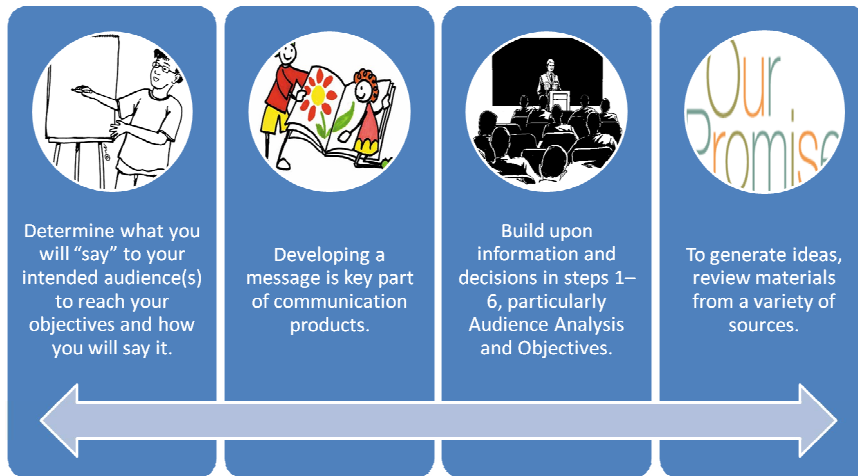 Our
Promise
Determine what you
will “say” to your
intended audience(s)
to reach your
objectives and how
you will say it.
Developing a
message is key part
of communication
products.
Build upon
information and
decisions in steps 1–
6, particularly
Audience Analysis
and Objectives.
To generate ideas,
review materials
from a variety of
sources.